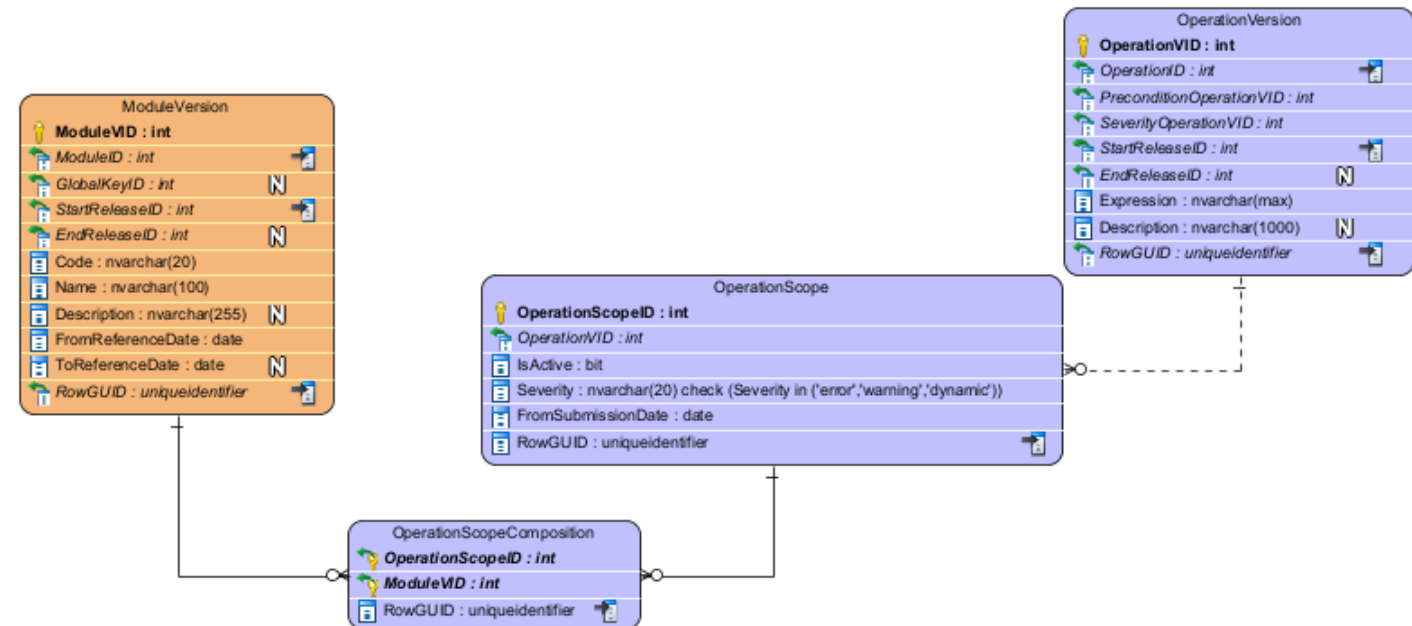 OperationVersion
OperationVID : int
OperationID : int
PreconditionOperationVID : int
SeverityOperationVID : int
StartReleaseID : int
EndReleaseID : int N
Expression : nvarchar(max)
Description : nvarchar(1000) N
RowGUID : uniqueidentifier
ModuleVersion
ModuleVID : int
ModuleID : int
GlobalKeyID : int N
StartReleaseID : int
EndReleaseID : int N
Code : nvarchar(20)
Name : nvarchar(100)
Description : nvarchar(255) N
FromReferenceDate : date
ToReferenceDate : date N
RowGUID : uniqueidentifier
OperationScope
OperationScopeID : int
OperationVID : int
IsActive : bit
Severity : nvarchar(20) check (Severity in ('error','warning','dynamic'))
FromSubmissionDate : date
RowGUID : uniqueidentifier
OperationScopeComposition
OperationScopeID : int
ModuleVID : int
RowGUID : uniqueidentifier